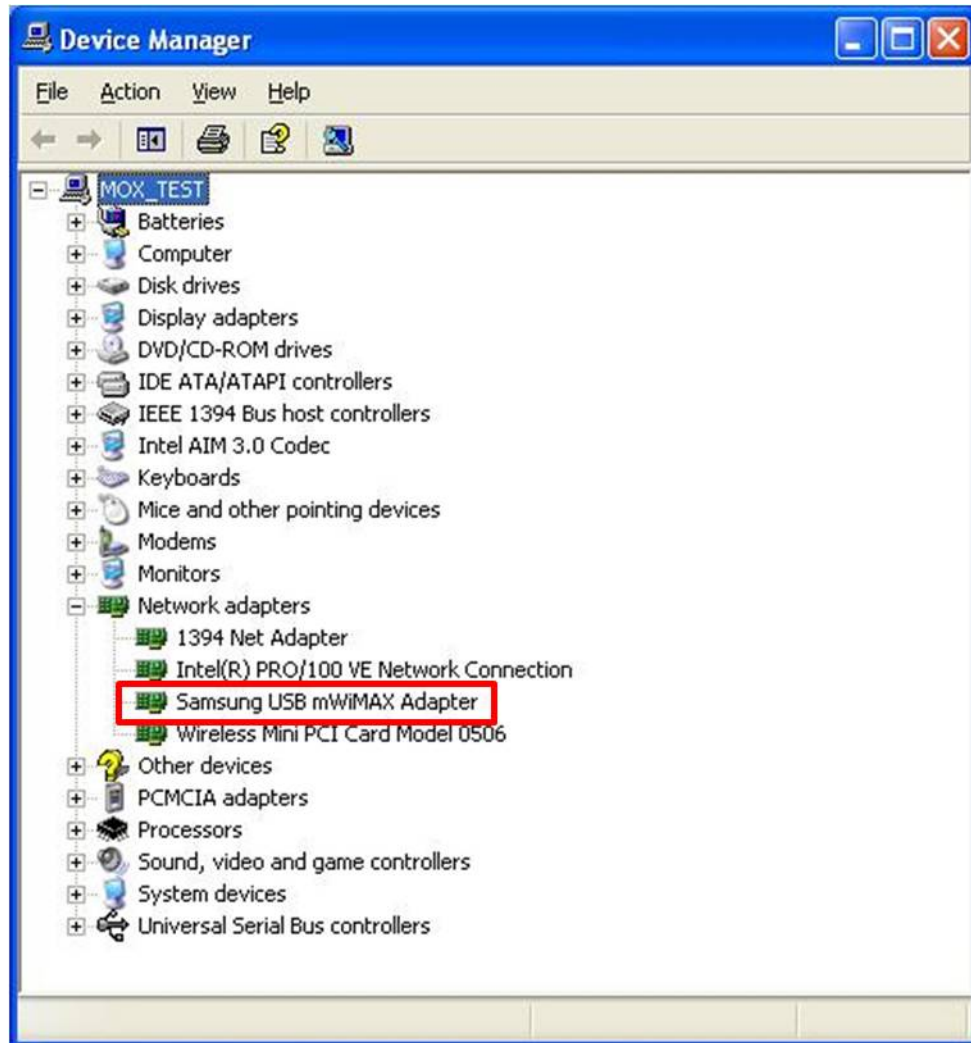 Device Manager
File Action View Help
MOX_TEST
Batteries
Computer
Disk drives
Display adapters
DVD/CD-ROM drives
IDE ATA/ATAPI controllers
IEEE 1394 Bus host controllers
Intel AIM 3.0 Codec
Keyboards
Mice and other pointing devices
Modems
Monitors
Network adapters
1394 Net Adapter
Intel(R) PRO/100 VE Network Connection
Samsung USB mWiMAX Adapter
Wireless Mini PCI Card Model 0506
Other devices
PCMCIA adapters
Processors
Sound, video and game controllers
System devices
Universal Serial Bus controllers